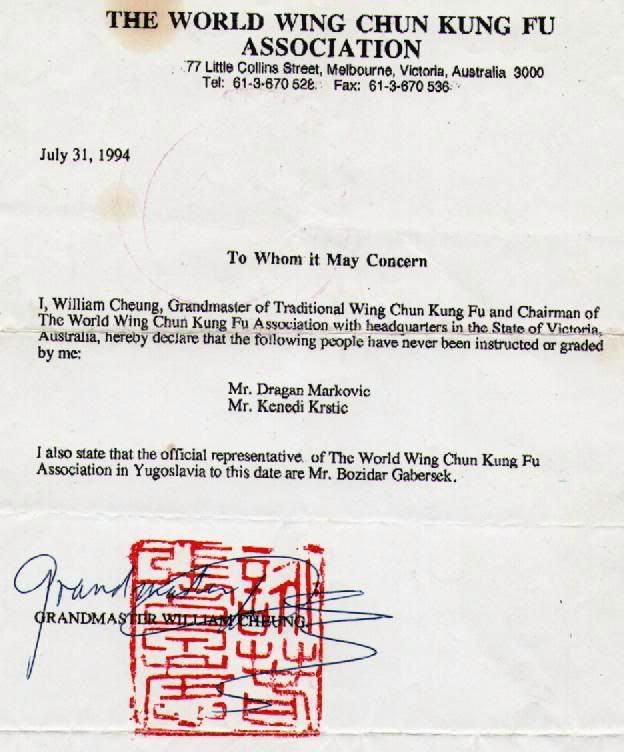 THE WORLD WING CHUN KUNG FU
ASSOCIATION
77 Little Collins Street, Melbourne, Victoria, Australia 3000
Tel: 61-3-670 528 Fax: 61-3-670 536
July 31, 1994
To Whom it May Concern
I, William Cheung, Grandmaster of Traditional Wing Chun Kung Fu and Chairman of
The World Wing Chun Kung Fu Association with headquarters in the State of Victoria,
Australia, hereby declare that the following people have never been instructed or graded
by me:
Mr. Dragan Markovic
Mr. Kenedi Krstic
I also state that the official representative of The World Wing Chun Kung Fu
Association in Yugoslavia to this date are Mr. Bozidar Gabersek.
Grandmaster
GRANDMASTER WILLIAM CHEUNG,